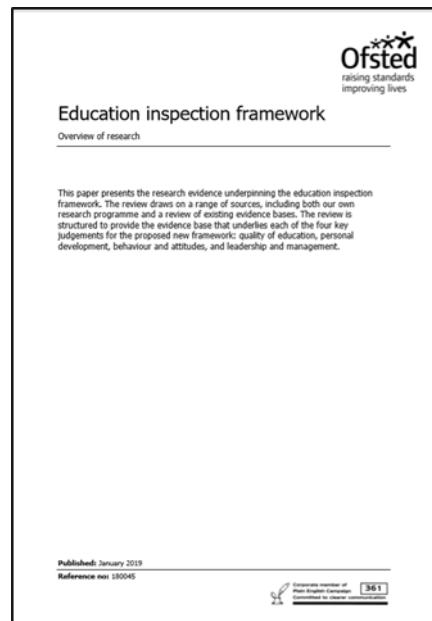 Ofsted
raising standards
improving lives
Education inspection framework
Overview of research
This paper presents the research evidence underpinning the education inspection
framework. The review draws on a range of sources, including both our own
research programme and a review of existing evidence bases. The review is
structured to provide the evidence base that underlies each of the four key
judgements for the proposed new framework: quality of education, personal
development, behaviour and attitudes, and leadership and management.
Published: January 2019
Reference no: 180045
Corporate member of
Plain English Campaign
Committed to clearer communication
361